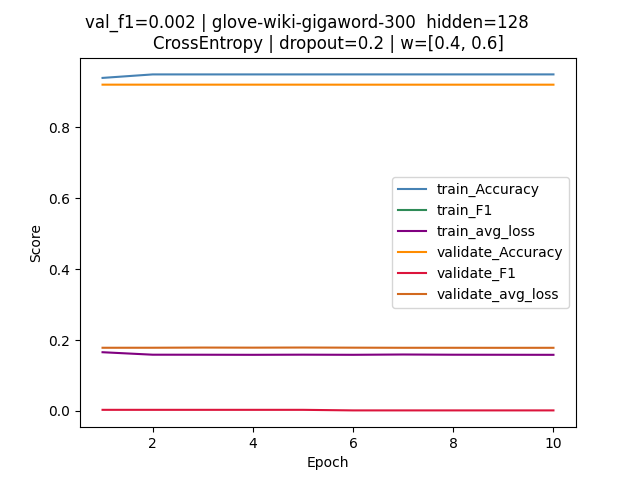 val_f1=0.002 | glove-wiki-gigaword-300  hidden=128
CrossEntropy | dropout=0.2 | w=[0.4, 0.6]
Score
0.8
0.6
0.4
0.2
0.0
train_Accuracy
train_F1
train_avg_loss
validate_Accuracy
validate_F1
validate_avg_loss
2 4 6 8 10
Epoch